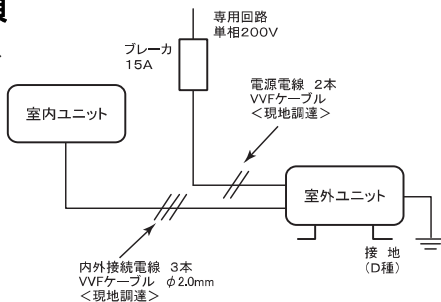 専用回路
単相200V
ブレーカ
15A
電源電線 2本
VVFケーブル
＜現地調達＞
室内ユニット
室外ユニット
接 地
(D種)
内外接続電線 3本
VVFケーブル φ2.0mm
＜現地調達＞